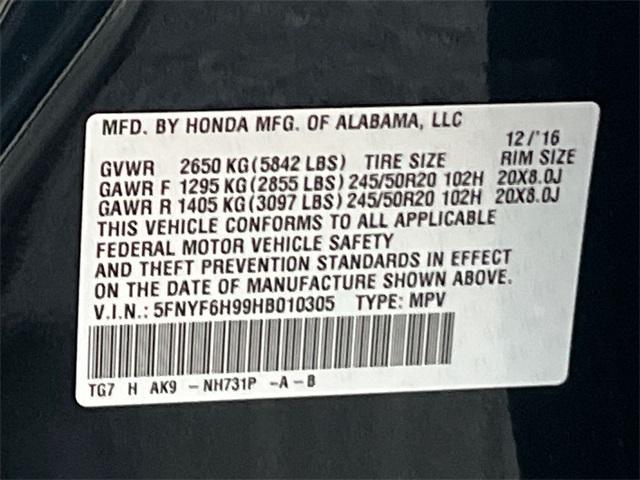 MFD. BY HONDA MFG. OF ALABAMA, LLC
12/'16
GVWR 2650 KG(5842 LBS) TIRE SIZE RIM SIZE
GAWR F 1295 KG(2855 LBS) 245/50R20 102H 20X8.0J
GAWR R 1405 KG(3097 LBS) 245/50R20 102H 20X8.0J
THIS VEHICLE CONFORMS TO ALL APPLICABLE
FEDERAL MOTOR VEHICLE SAFETY
AND THEFT PREVENTION STANDARDS IN EFFECT
ON THE DATE OF MANUFACTURE SHOWN ABOVE.
V.I.N.: 5FNYF6H99HB010305 TYPE: MPV
TG7 H AK9 -NH731P -A-B